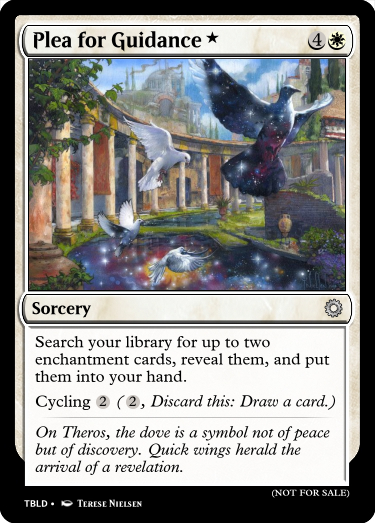 Plea for Guidance★ 4
Sorcery
Search your library for up to two
enchantment cards, reveal them, and put
them into your hand.
Cycling 2 (2, Discard this: Draw a card.)
On Theros, the dove is a symbol not of peace
but of discovery. Quick wings herald the
arrival of a revelation.
(NOT FOR SALE)
TBLD • Terese Nielsen